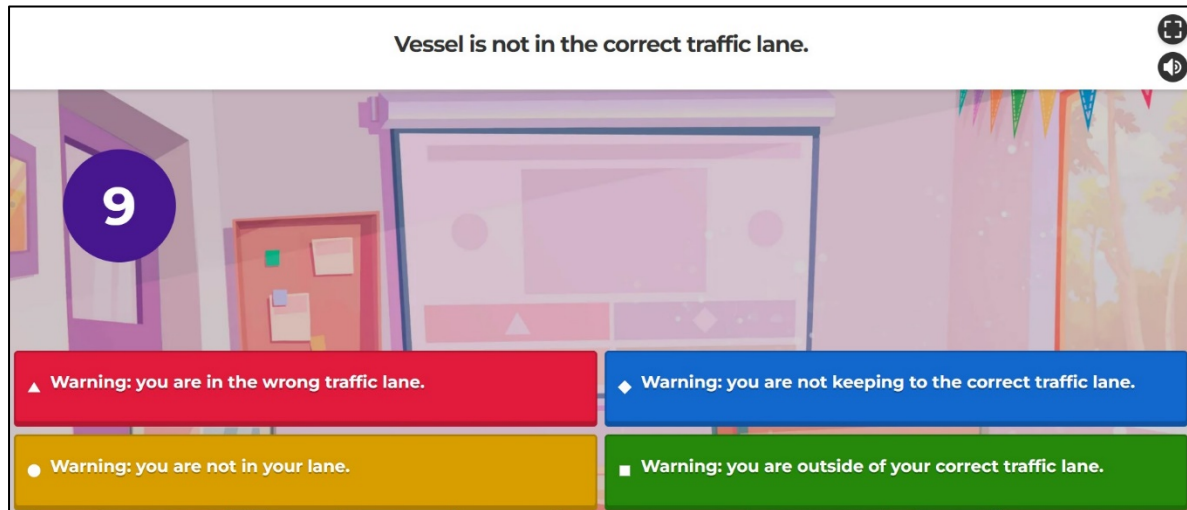 Vessel is not in the correct traffic lane.
9
Warning: you are in the wrong traffic lane.
Warning: you are not keeping to the correct traffic lane.
Warning: you are not in your lane.
Warning: you are outside of your correct traffic lane.